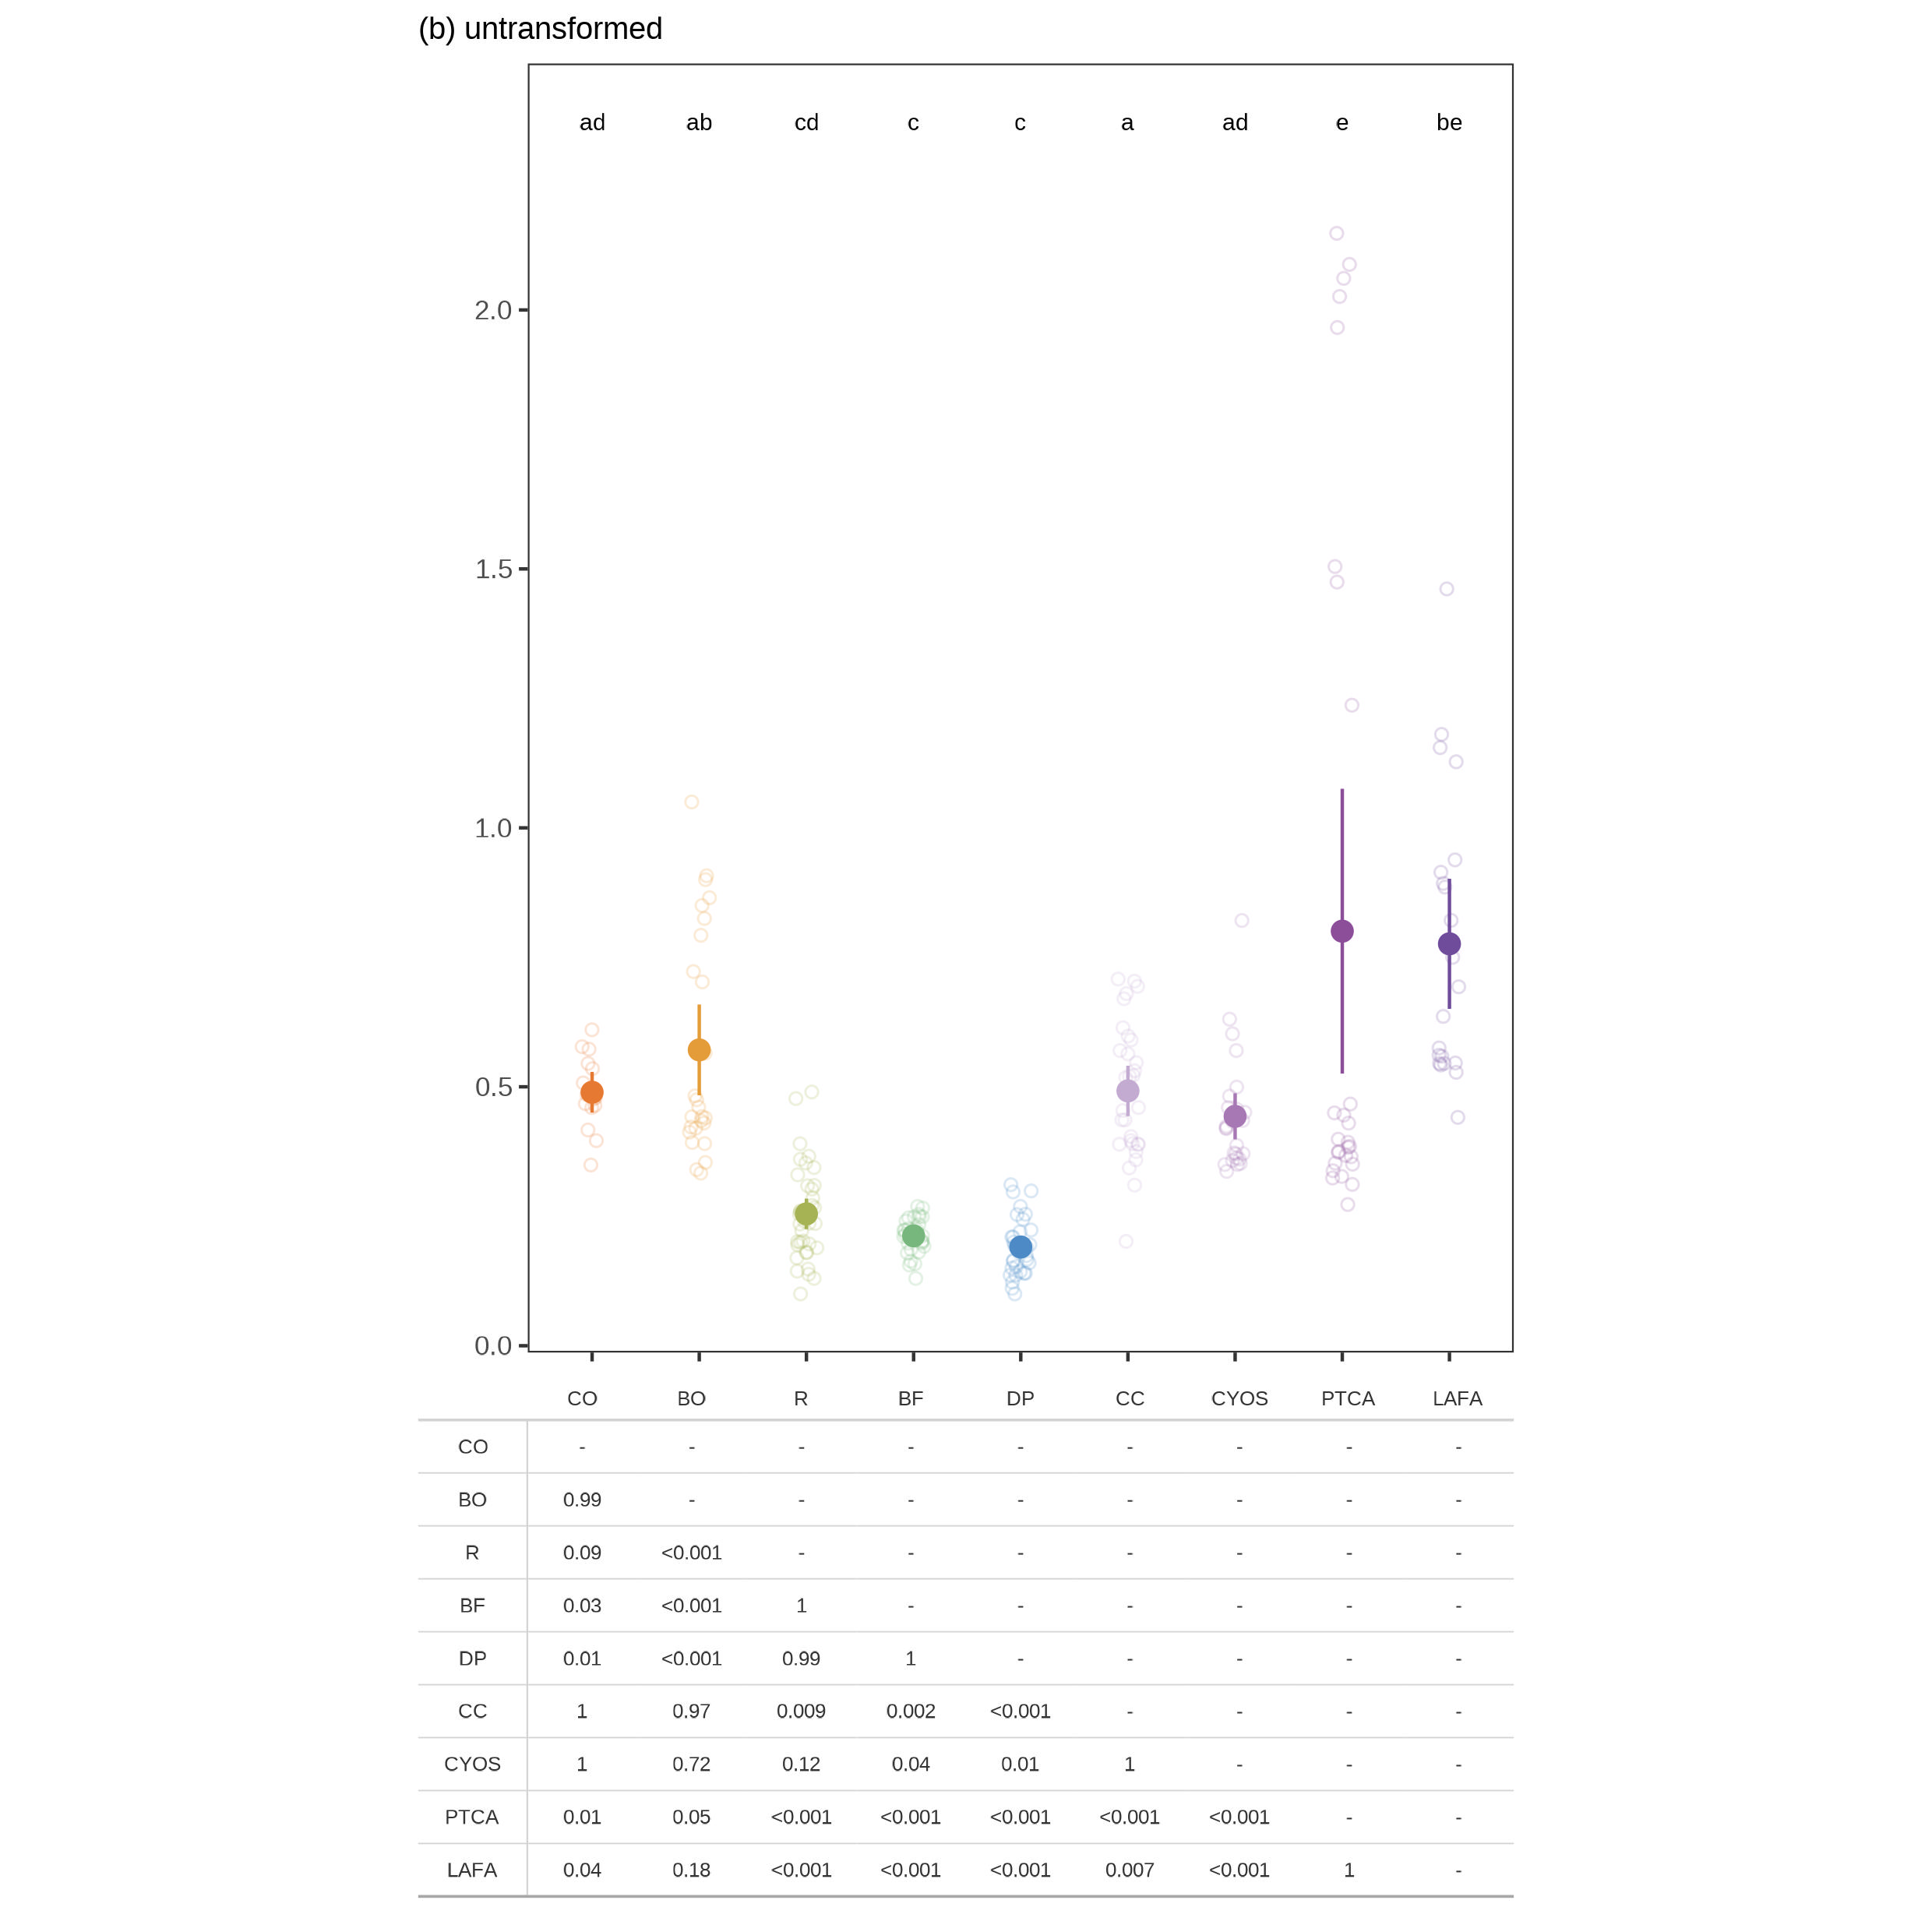 (b) untransformed
ad ab cd c c a ad e be
2.0
1.5
1.0
0.5
0.0
CO BO R BF DP CC CYOS PTCA LAFA
CO - - - - - - - - -
BO 0.99 - - - - - - - -
R 0.09 <0.001 - - - - - - -
BF 0.03 <0.001 1 - - - - - -
DP 0.01 <0.001 0.99 1 - - - - -
CC 1 0.97 0.009 0.002 <0.001 - - - -
CYOS 1 0.72 0.12 0.04 0.01 1 - - -
PTCA 0.01 0.05 <0.001 <0.001 <0.001 <0.001 <0.001 - -
LAFA 0.04 0.18 <0.001 <0.001 <0.001 0.007 <0.001 1 -